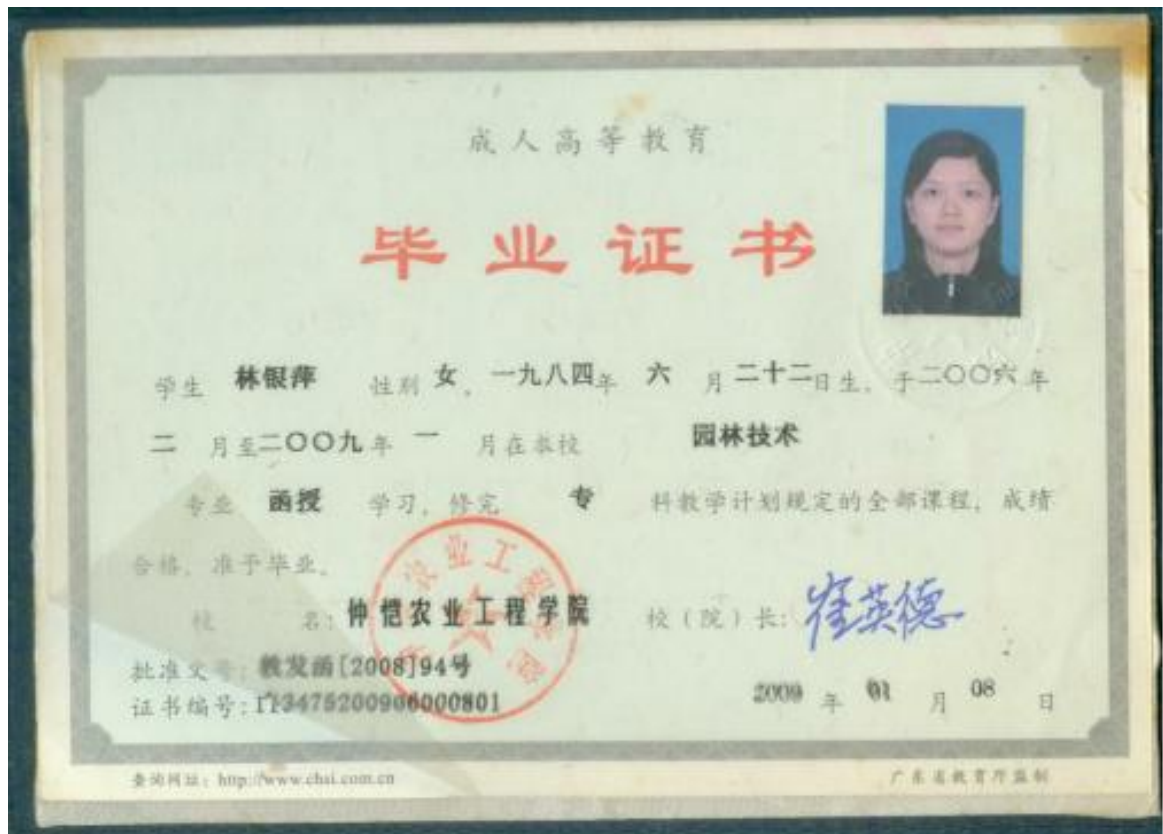 成人高等教育
毕业证书
学生 林银萍 性别 女，一九八四年 六 月二十二日生，于二〇〇六年
二 月至二〇〇九年 一 月在本校 园林技术
专业 函授 学习，修完 专 科教学计划规定的全部课程，成绩
合格，准予毕业。
校 名：仲恺农业工程学院 校（院）长：崔英德
批准文号：教发函[2008]94号
证书编号：113475200906000801 2009 年 01 月 08 日
查询网址：http://www.chsi.com.cn 广东省教育厅监制